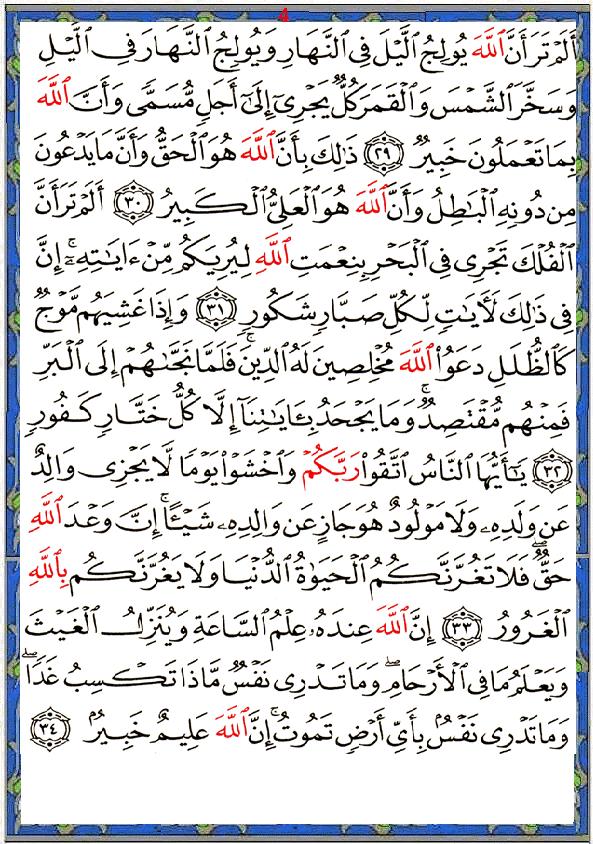 4
أَلَمْ تَرَ أَنَّ ٱللَّهَ يُولِجُ ٱلَّيْلَ فِى ٱلنَّهَارِ وَيُولِجُ ٱلنَّهَارَ فِى ٱلَّيْلِ
وَسَخَّرَ ٱلشَّمْسَ وَٱلْقَمَرَ كُلٌّ يَجْرِىٓ إِلَىٰٓ أَجَلٍ مُّسَمًّى وَأَنَّ ٱللَّهَ
بِمَا تَعْمَلُونَ خَبِيرٌ ٢٩ ذَٰلِكَ بِأَنَّ ٱللَّهَ هُوَ ٱلْحَقُّ وَأَنَّ مَا يَدْعُونَ
مِن دُونِهِ ٱلْبَٰطِلُ وَأَنَّ ٱللَّهَ هُوَ ٱلْعَلِىُّ ٱلْكَبِيرُ ٣٠ أَلَمْ تَرَ أَنَّ
ٱلْفُلْكَ تَجْرِى فِى ٱلْبَحْرِ بِنِعْمَتِ ٱللَّهِ لِيُرِيَكُم مِّنْ ءَايَٰتِهِۦٓ ۚ إِنَّ
فِى ذَٰلِكَ لَءَايَٰتٍ لِّكُلِّ صَبَّارٍ شَكُورٍ ٣١ وَإِذَا غَشِيَهُم مَّوْجٌ
كَٱلظُّلَلِ دَعَوُا۟ ٱللَّهَ مُخْلِصِينَ لَهُ ٱلدِّينَ فَلَمَّا نَجَّىٰهُمْ إِلَى ٱلْبَرِّ
فَمِنْهُم مُّقْتَصِدٌ ۚ وَمَا يَجْحَدُ بِـَٔايَٰتِنَآ إِلَّا كُلُّ خَتَّارٍ كَفُورٍ
٣٢ يَٰٓأَيُّهَا ٱلنَّاسُ ٱتَّقُوا۟ رَبَّكُمْ وَٱخْشَوْا۟ يَوْمًا لَّا يَجْزِى وَالِدٌ
عَن وَلَدِهِۦ وَلَا مَوْلُودٌ هُوَ جَازٍ عَن وَالِدِهِۦ شَيْـًٔا ۚ إِنَّ وَعْدَ ٱللَّهِ
حَقٌّ ۖ فَلَا تَغُرَّنَّكُمُ ٱلْحَيَوٰةُ ٱلدُّنْيَا وَلَا يَغُرَّنَّكُم بِٱللَّهِ
ٱلْغَرُورُ ٣٣ إِنَّ ٱللَّهَ عِندَهُۥ عِلْمُ ٱلسَّاعَةِ وَيُنَزِّلُ ٱلْغَيْثَ
وَيَعْلَمُ مَا فِى ٱلْأَرْحَامِ ۖ وَمَا تَدْرِى نَفْسٌ مَّاذَا تَكْسِبُ غَدًا ۖ
وَمَا تَدْرِى نَفْسٌۢ بِأَىِّ أَرْضٍ تَمُوتُ ۚ إِنَّ ٱللَّهَ عَلِيمٌ خَبِيرٌۢ ٣٤